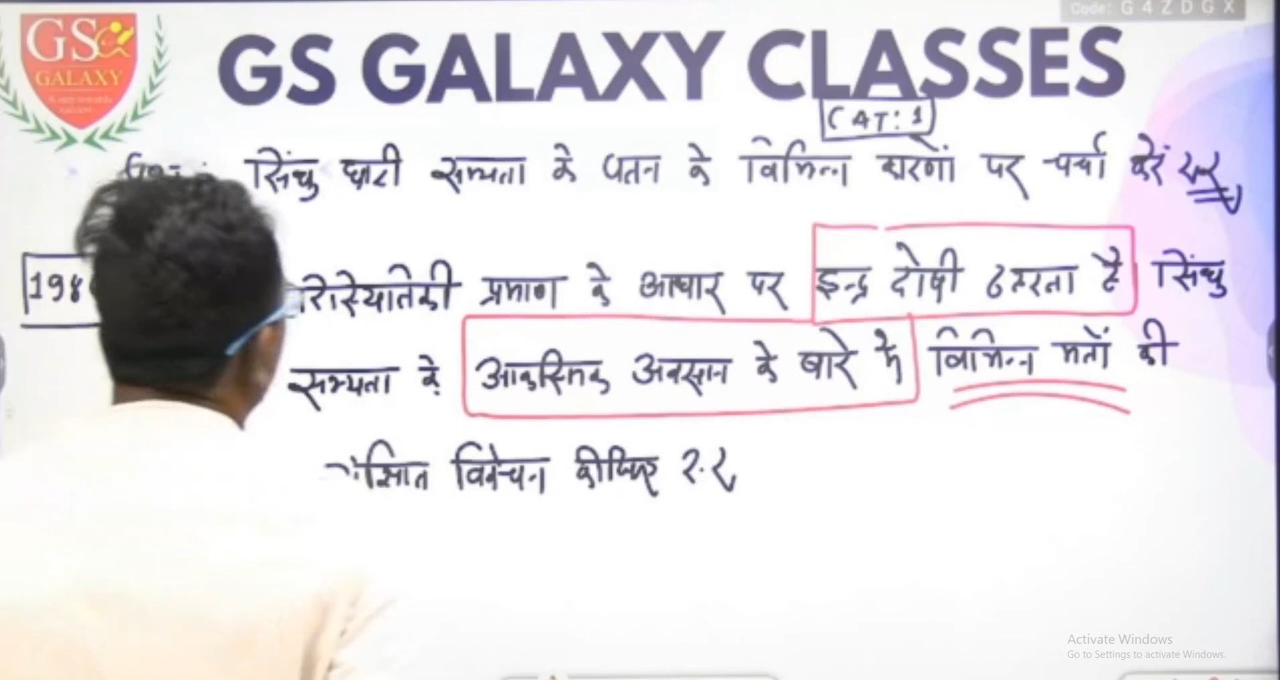 Code: G4ZDGX
GS
GALAXY
GS GALAXY CLASSES
CAT: 1
सिंधु घाटी सभ्यता के पतन के विभिन्न कारणों पर चर्चा करें
प्रमाण के आधार पर इन्द्र दोषी ठहरता है सिंधु
सभ्यता के आकस्मिक अवसान के बारे में विभिन्न मतों की
विवेचन कीजिए
Activate Windows
Go to Settings to activate Windows.